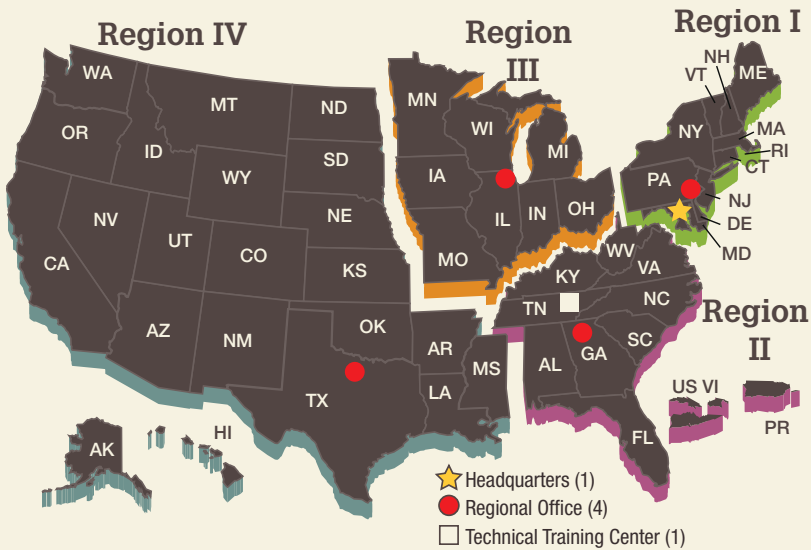 Region IV
Region
III
Region I
WA
MT
ND
MN
WI
MI
VT
NH
ME
OR
ID
SD
WY
IA
NY
MA
RI
CT
PA
NJ
DE
MD
NV
UT
CO
NE
IL
IN
OH
CA
KS
MO
WV
VA
KY
NC
TN
AZ
NM
OK
AR
SC
Region
II
TX
LA
MS
AL
GA
FL
US VI
PR
AK
HI
Headquarters (1)
Regional Office (4)
Technical Training Center (1)